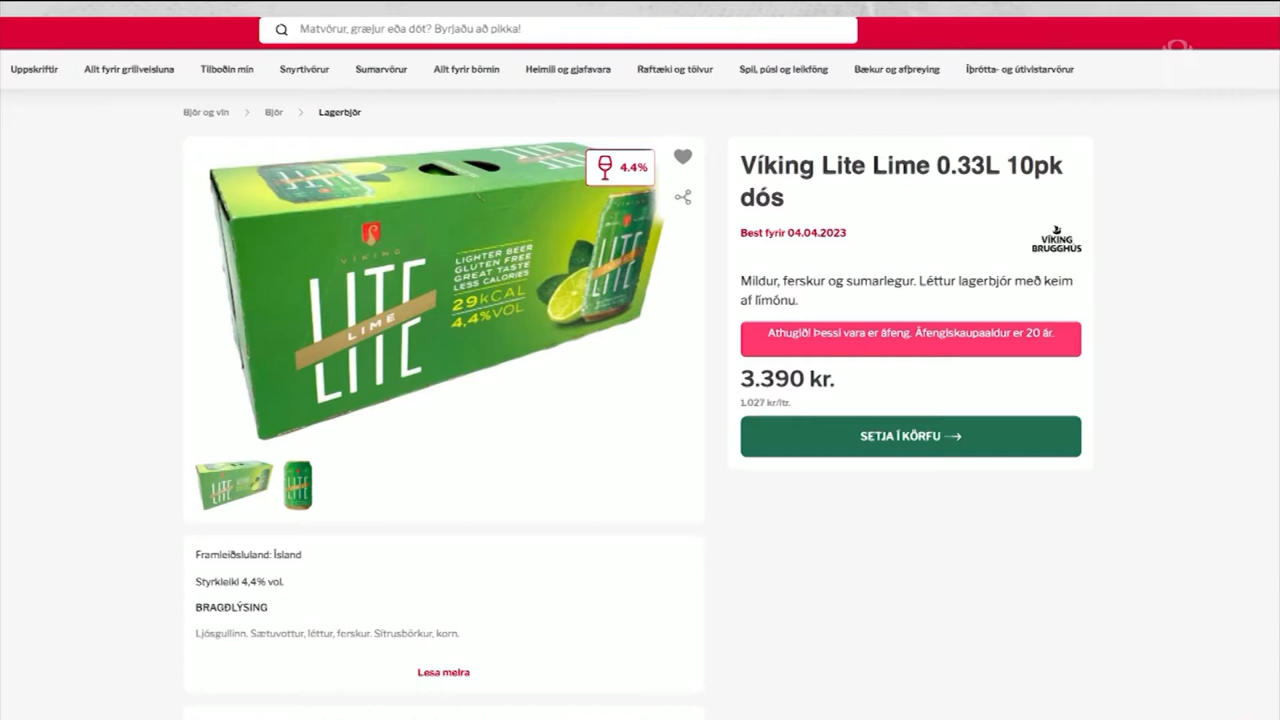 Matvörur, græjur eða dót? Byrjaðu að pikka!
Uppskriftir Allt fyrir grillveisluna Tilboðin mín Snyrtivörur Sumarvörur Allt fyrir börnin Heimili og gjafavara Raftæki og tölvur Spil, púsl og leikföng Bækur og afþreying Íþrótta- og útivistarvörur
Bjór og vín > Bjór > Lagerbjór
4.4%
VÍKING
LITE
LIME
LIGHTER BEER
GLUTEN FREE
GREAT TASTE
LESS CALORIES
29kCAL
4,4%VOL
LITE
Víking Lite Lime 0.33L 10pk
dós
Best fyrir 04.04.2023
VÍKING
BRUGGHÚS
Mildur, ferskur og sumarlegur. Léttur lagerbjór með keim
af límónu.
Athugið! Þessi vara er áfeng. Áfengiskaupaaldur er 20 ár.
3.390 kr.
1.027 kr/ltr.
SETJA Í KÖRFU →
LITE
LITE
Framleiðsluland: Ísland
Styrkleiki 4,4% vol.
BRAGÐLÝSING
Ljósgullinn. Sætuvottur, léttur, ferskur. Sítrusbörkur, korn.
Lesa meira